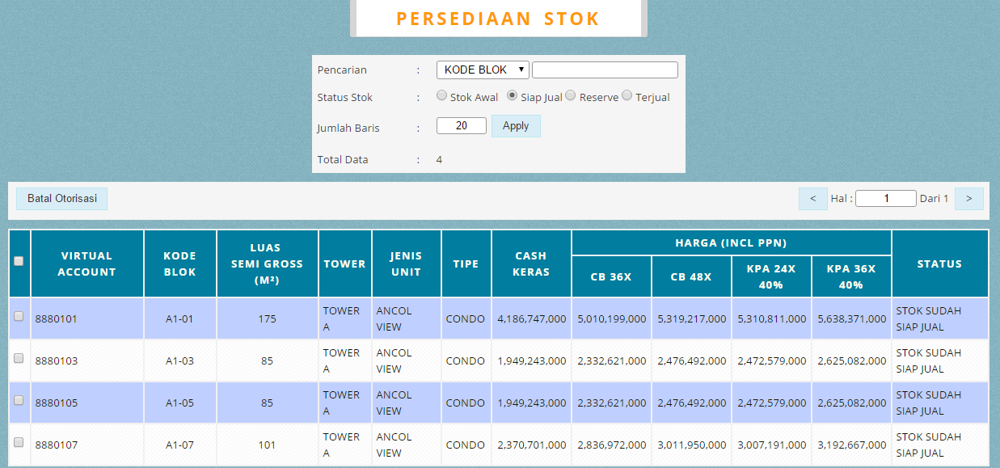 PERSEDIAAN STOK
Pencarian : KODE BLOK
Status Stok : Stok Awal Siap Jual Reserve Terjual
Jumlah Baris : 20 Apply
Total Data : 4
Batal Otorisasi < Hal : 1 Dari 1 >
VIRTUAL ACCOUNT KODE BLOK LUAS SEMI GROSS (M²) TOWER JENIS UNIT TIPE CASH KERAS HARGA (INCL PPN) STATUS
CB 36X CB 48X KPA 24X 40% KPA 36X 40%
8880101 A1-01 175 TOWER A ANCOL VIEW CONDO 4,186,747,000 5,010,199,000 5,319,217,000 5,310,811,000 5,638,371,000 STOK SUDAH SIAP JUAL
8880103 A1-03 85 TOWER A ANCOL VIEW CONDO 1,949,243,000 2,332,621,000 2,476,492,000 2,472,579,000 2,625,082,000 STOK SUDAH SIAP JUAL
8880105 A1-05 85 TOWER A ANCOL VIEW CONDO 1,949,243,000 2,332,621,000 2,476,492,000 2,472,579,000 2,625,082,000 STOK SUDAH SIAP JUAL
8880107 A1-07 101 TOWER A ANCOL VIEW CONDO 2,370,701,000 2,836,972,000 3,011,950,000 3,007,191,000 3,192,667,000 STOK SUDAH SIAP JUAL